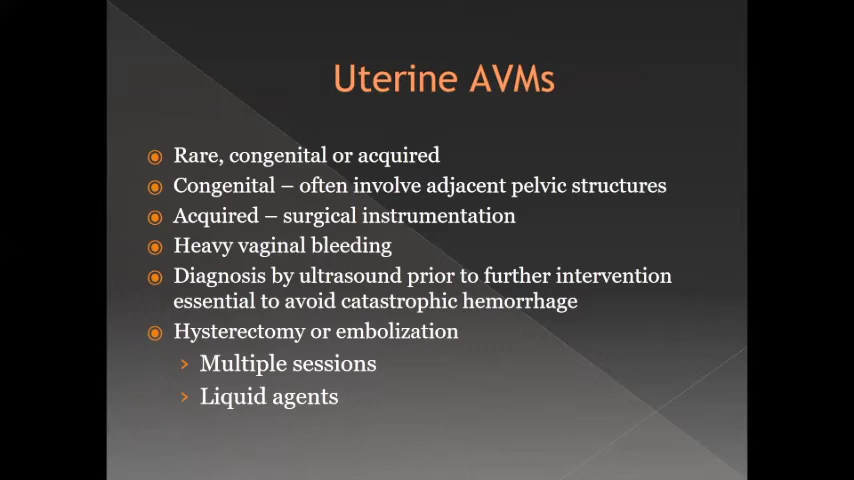 Uterine AVMs
Rare, congenital or acquired
Congenital – often involve adjacent pelvic structures
Acquired – surgical instrumentation
Heavy vaginal bleeding
Diagnosis by ultrasound prior to further intervention
essential to avoid catastrophic hemorrhage
Hysterectomy or embolization
Multiple sessions
Liquid agents